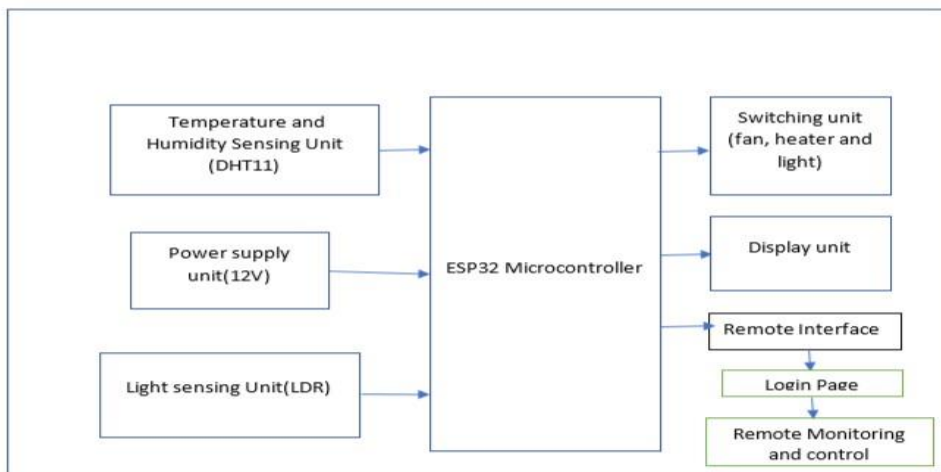 Temperature and
Humidity Sensing Unit
(DHT11)
Power supply
unit(12V)
Light sensing Unit(LDR)
ESP32 Microcontroller
Switching unit
(fan, heater and
light)
Display unit
Remote Interface
Login Page
Remote Monitoring
and control